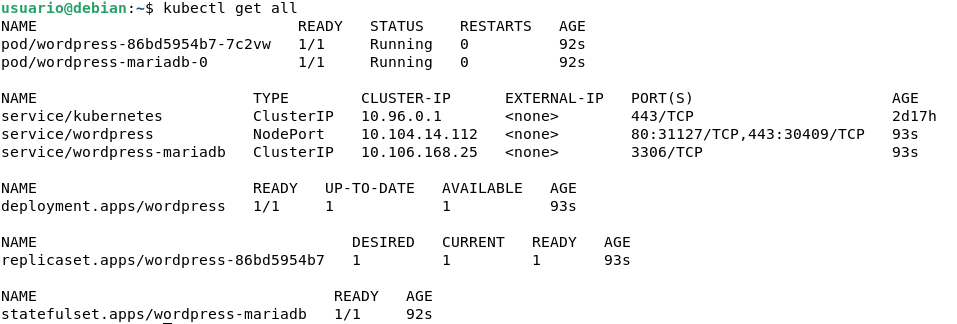 usuario@debian:~$ kubectl get all
NAME READY STATUS RESTARTS AGE
pod/wordpress-86bd5954b7-7c2vw 1/1 Running 0 92s
pod/wordpress-mariadb-0 1/1 Running 0 92s
NAME TYPE CLUSTER-IP EXTERNAL-IP PORT(S) AGE
service/kubernetes ClusterIP 10.96.0.1 <none> 443/TCP 2d17h
service/wordpress NodePort 10.104.14.112 <none> 80:31127/TCP,443:30409/TCP 93s
service/wordpress-mariadb ClusterIP 10.106.168.25 <none> 3306/TCP 93s
NAME READY UP-TO-DATE AVAILABLE AGE
deployment.apps/wordpress 1/1 1 1 93s
NAME DESIRED CURRENT READY AGE
replicaset.apps/wordpress-86bd5954b7 1 1 1 93s
NAME READY AGE
statefulset.apps/wordpress-mariadb 1/1 92s